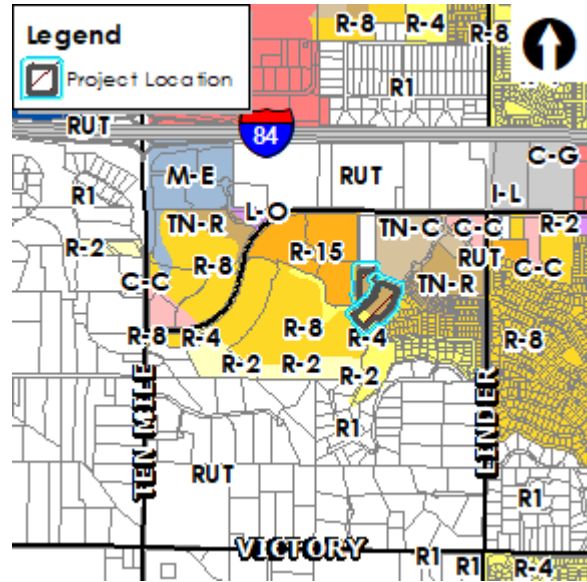 Legend
Project Location
R-8
R-4
R-8
R1
RUT
84
C-G
M-E
RUT
R1
I-L
L-O
TN-R
TN-C
C-C
R-2
R-2
R-15
RUT
R-8
TN-R
C-C
C-C
R-8
R-4
R-8
R-4
R-8
R-2
R-2
R-2
R1
TEN MILE
LINDER
RUT
R1
VICTORY
R1
R1
R-4